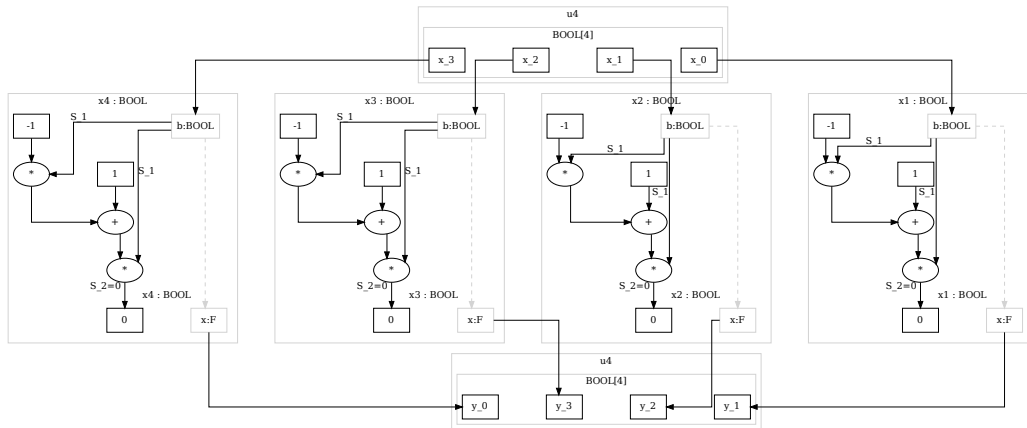 u4
BOOL[4]
x_3 x_2 x_1 x_0
x4 : BOOL x3 : BOOL x2 : BOOL x1 : BOOL
-1 S_1 b:BOOL -1 S_1 b:BOOL -1 b:BOOL -1 b:BOOL
S_1 S_1
* 1 S_1 * 1 S_1 * 1 * 1
S_1 S_1
+ + + +
* * * *
S_2=0 S_2=0 S_2=0 S_2=0
x4 : BOOL x3 : BOOL x2 : BOOL x1 : BOOL
0 x:F 0 x:F 0 x:F 0 x:F
u4
BOOL[4]
y_0 y_3 y_2 y_1